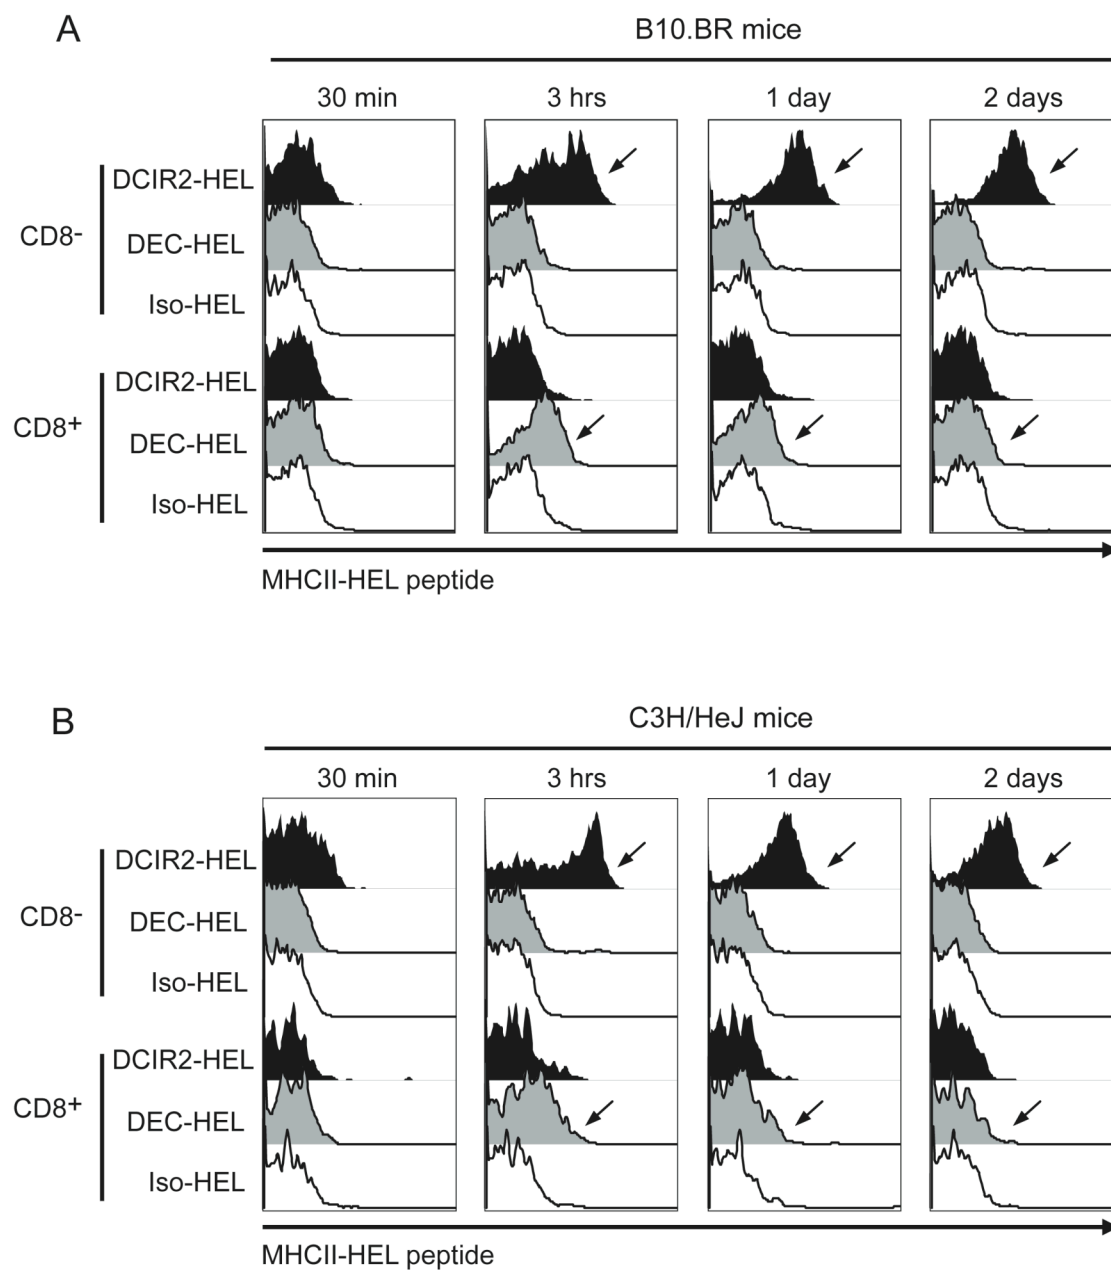 A
B10.BR mice
30 min 3 hrs 1 day 2 days
DCIR2-HEL
CD8- DEC-HEL
Iso-HEL
DCIR2-HEL
CD8+ DEC-HEL
Iso-HEL
MHCII-HEL peptide
B
C3H/HeJ mice
30 min 3 hrs 1 day 2 days
DCIR2-HEL
CD8- DEC-HEL
Iso-HEL
DCIR2-HEL
CD8+ DEC-HEL
Iso-HEL
MHCII-HEL peptide